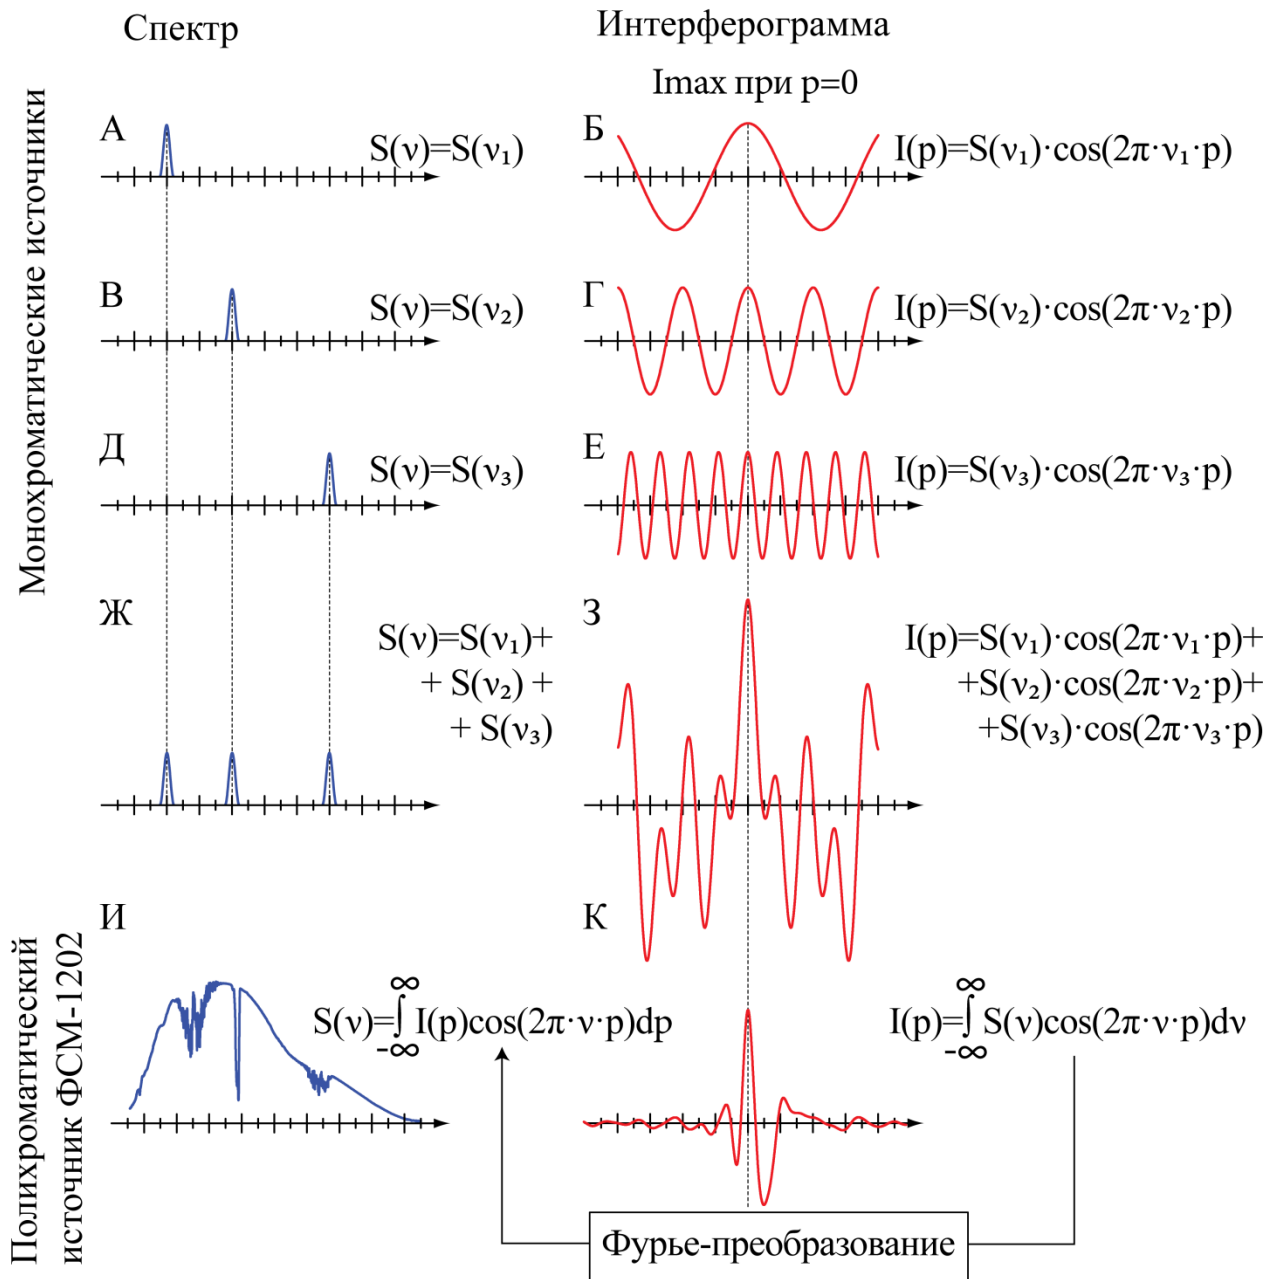 Спектр
Интерферограмма
Imax при p=0
Монохроматические источники
А
S(ν)=S(ν₁)
Б
I(p)=S(ν₁)·cos(2π·ν₁·p)
В
S(ν)=S(ν₂)
Г
I(p)=S(ν₂)·cos(2π·ν₂·p)
Д
S(ν)=S(ν₃)
Е
I(p)=S(ν₃)·cos(2π·ν₃·p)
Ж
S(ν)=S(ν₁)+
+ S(ν₂) +
+ S(ν₃)
З
I(p)=S(ν₁)·cos(2π·ν₁·p)+
+S(ν₂)·cos(2π·ν₂·p)+
+S(ν₃)·cos(2π·ν₃·p)
Полихроматический
источник ФСМ-1202
И
S(ν)=∫₋∞^∞ I(p)cos(2π·ν·p)dp
К
I(p)=∫₋∞^∞ S(ν)cos(2π·ν·p)dν
Фурье-преобразование